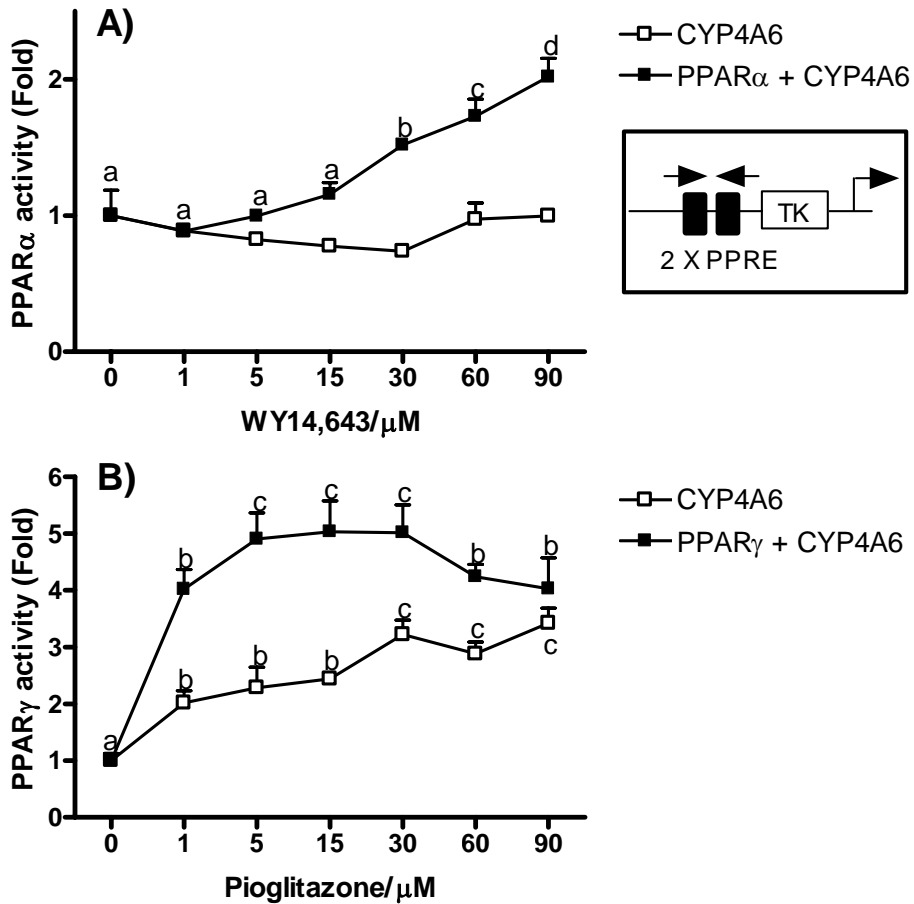 A)
PPARα activity (Fold)
2
1
0
a
a
a
a
b
c
d
0 1 5 15 30 60 90
WY14,643/μM
CYP4A6
PPARα + CYP4A6
TK
2 X PPRE
B)
PPARγ activity (Fold)
6
5
4
3
2
1
0
a
b
c
c
c
b
b
b
b
b
c
c
c
0 1 5 15 30 60 90
Pioglitazone/μM
CYP4A6
PPARγ + CYP4A6